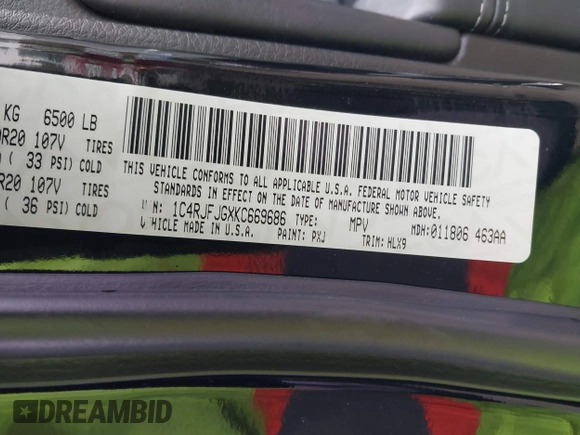 KG 6500 LB
R20 107V TIRES
( 33 PSI) COLD
R20 107V TIRES
( 36 PSI) COLD
THIS VEHICLE CONFORMS TO ALL APPLICABLE U.S.A. FEDERAL MOTOR VEHICLE SAFETY
STANDARDS IN EFFECT ON THE DATE OF MANUFACTURE SHOWN ABOVE.
N: 1C4RJFJGXKC669686 TYPE: MPV MDH:011806 463AA
VEHICLE MADE IN U.S.A. PAINT: PXJ TRIM: HLX9
DREAMBID